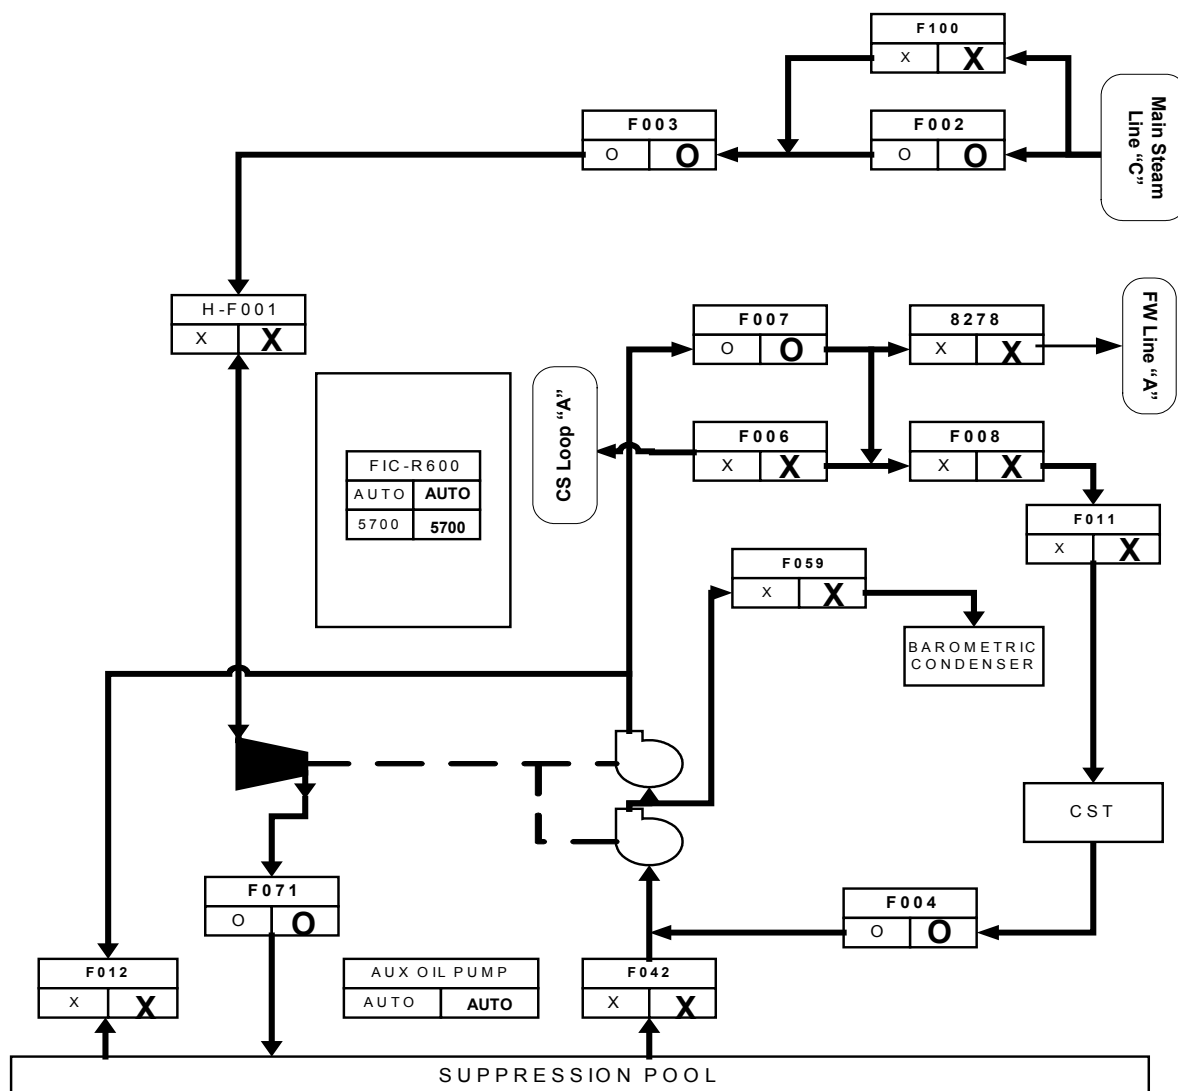 F100
X X
Main Steam
Line "C"
F003
O O
F002
O O
H-F001
X X
F007
O O
8278
X X
FW Line "A"
CS Loop "A"
F006
X X
F008
X X
FIC-R600
AUTO AUTO
5700 5700
F011
X X
F059
X X
BAROMETRIC
CONDENSER
CST
F071
O O
F004
O O
F012
X X
AUX OIL PUMP
AUTO AUTO
F042
X X
SUPPRESSION POOL